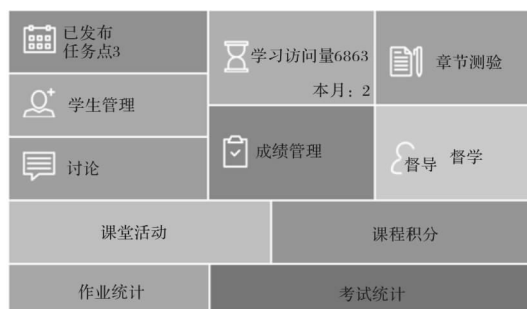 已发布
任务点3
学习访问量6863
本月：2
章节测验
学生管理
讨论
成绩管理
督导 督学
课堂活动
课程积分
作业统计
考试统计